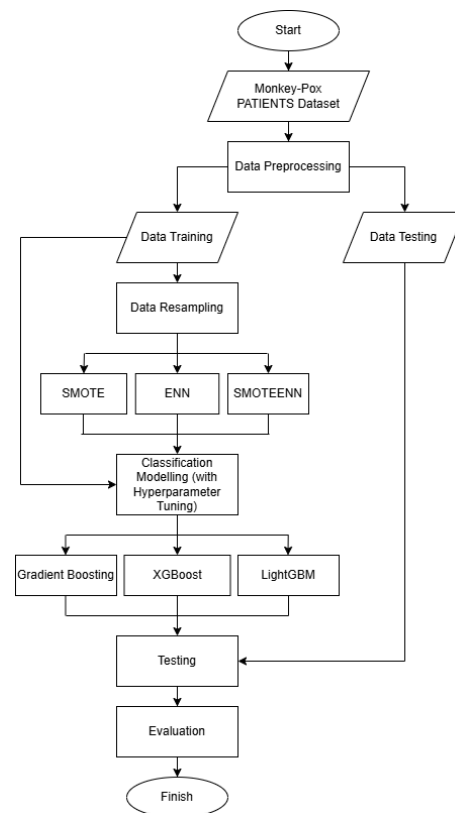 Start
Monkey-Pox
PATIENTS Dataset
Data Preprocessing
Data Training
Data Testing
Data Resampling
SMOTE
ENN
SMOTEENN
Classification
Modelling (with
Hyperparameter
Tuning)
Gradient Boosting
XGBoost
LightGBM
Testing
Evaluation
Finish